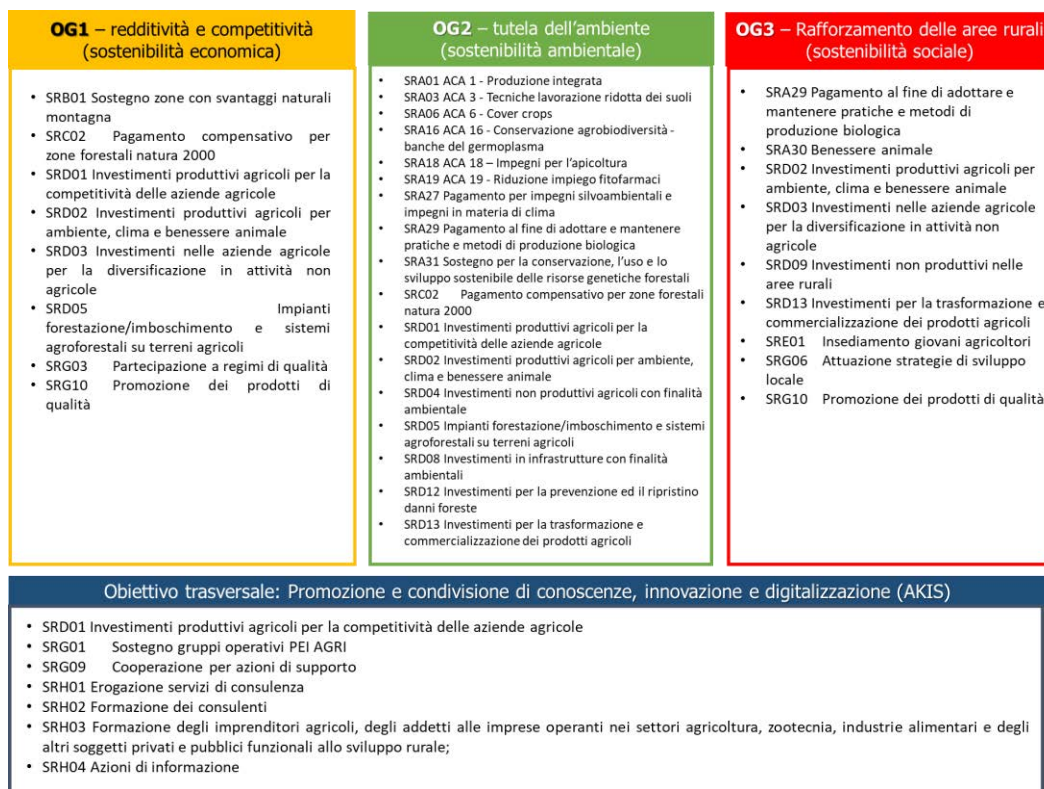 OG1 – redditività e competitività
(sostenibilità economica)
• SRB01 Sostegno zone con svantaggi naturali
montagna
• SRC02 Pagamento compensativo per
zone forestali natura 2000
• SRD01 Investimenti produttivi agricoli per la
competitività delle aziende agricole
• SRD02 Investimenti produttivi agricoli per
ambiente, clima e benessere animale
• SRD03 Investimenti nelle aziende agricole
per la diversificazione in attività non
agricole
• SRD05 Impianti
forestazione/imboschimento e sistemi
agroforestali su terreni agricoli
• SRG03 Partecipazione a regimi di qualità
• SRG10 Promozione dei prodotti di
qualità
OG2 – tutela dell'ambiente
(sostenibilità ambientale)
• SRA01 ACA 1 - Produzione integrata
• SRA03 ACA 3 - Tecniche lavorazione ridotta dei suoli
• SRA06 ACA 6 - Cover crops
• SRA16 ACA 16 - Conservazione agrobiodiversità -
banche del germoplasma
• SRA18 ACA 18 – Impegni per l'apicoltura
• SRA19 ACA 19 - Riduzione impiego fitofarmaci
• SRA27 Pagamento per impegni silvoambientali e
impegni in materia di clima
• SRA29 Pagamento al fine di adottare e mantenere
pratiche e metodi di produzione biologica
• SRA31 Sostegno per la conservazione, l'uso e lo
sviluppo sostenibile delle risorse genetiche forestali
• SRC02 Pagamento compensativo per zone forestali
natura 2000
• SRD01 Investimenti produttivi agricoli per la
competitività delle aziende agricole
• SRD02 Investimenti produttivi agricoli per ambiente,
clima e benessere animale
• SRD04 Investimenti non produttivi agricoli con finalità
ambientale
• SRD05 Impianti forestazione/imboschimento e sistemi
agroforestali su terreni agricoli
• SRD08 Investimenti in infrastrutture con finalità
ambientali
• SRD12 Investimenti per la prevenzione ed il ripristino
danni foreste
• SRD13 Investimenti per la trasformazione e
commercializzazione dei prodotti agricoli
OG3 – Rafforzamento delle aree rurali
(sostenibilità sociale)
• SRA29 Pagamento al fine di adottare e
mantenere pratiche e metodi di
produzione biologica
• SRA30 Benessere animale
• SRD02 Investimenti produttivi agricoli per
ambiente, clima e benessere animale
• SRD03 Investimenti nelle aziende agricole
per la diversificazione in attività non
agricole
• SRD09 Investimenti non produttivi nelle
aree rurali
• SRD13 Investimenti per la trasformazione e
commercializzazione dei prodotti agricoli
• SRE01 Insediamento giovani agricoltori
• SRG06 Attuazione strategie di sviluppo
locale
• SRG10 Promozione dei prodotti di qualità
Obiettivo trasversale: Promozione e condivisione di conoscenze, innovazione e digitalizzazione (AKIS)
• SRD01 Investimenti produttivi agricoli per la competitività delle aziende agricole
• SRG01 Sostegno gruppi operativi PEI AGRI
• SRG09 Cooperazione per azioni di supporto
• SRH01 Erogazione servizi di consulenza
• SRH02 Formazione dei consulenti
• SRH03 Formazione degli imprenditori agricoli, degli addetti alle imprese operanti nei settori agricoltura, zootecnia, industrie alimentari e degli
altri soggetti privati e pubblici funzionali allo sviluppo rurale;
• SRH04 Azioni di informazione